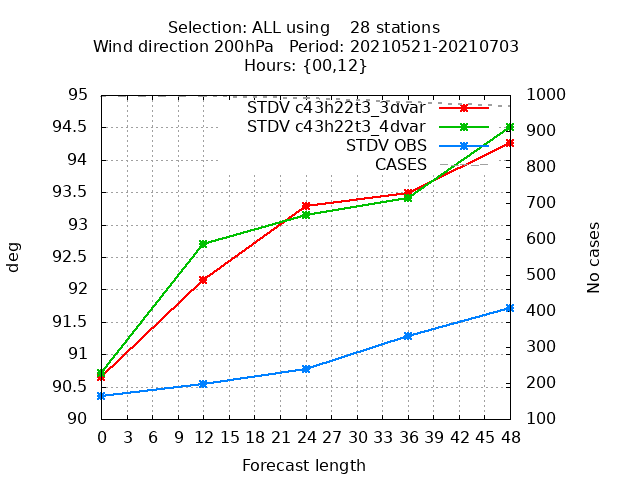 Selection: ALL using    28 stations
Wind direction 200hPa   Period: 20210521-20210703
Hours: {00,12}
STDV c43h22t3_3dvar
STDV c43h22t3_4dvar
STDV OBS
CASES
95
94.5
94
93.5
93
92.5
92
91.5
91
90.5
90
deg
1000
900
800
700
600
500
400
300
200
100
No cases
0 3 6 9 12 15 18 21 24 27 30 33 36 39 42 45 48
Forecast length